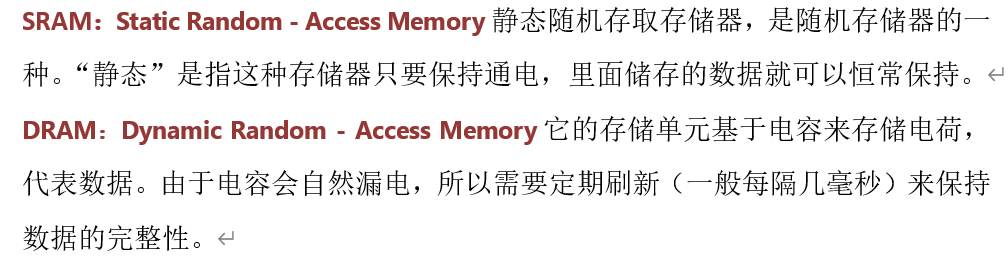 SRAM：Static Random - Access Memory 静态随机存取存储器，是随机存储器的一
种。“静态”是指这种存储器只要保持通电，里面储存的数据就可以恒常保持。
DRAM：Dynamic Random - Access Memory 它的存储单元基于电容来存储电荷，
代表数据。由于电容会自然漏电，所以需要定期刷新（一般每隔几毫秒）来保持
数据的完整性。